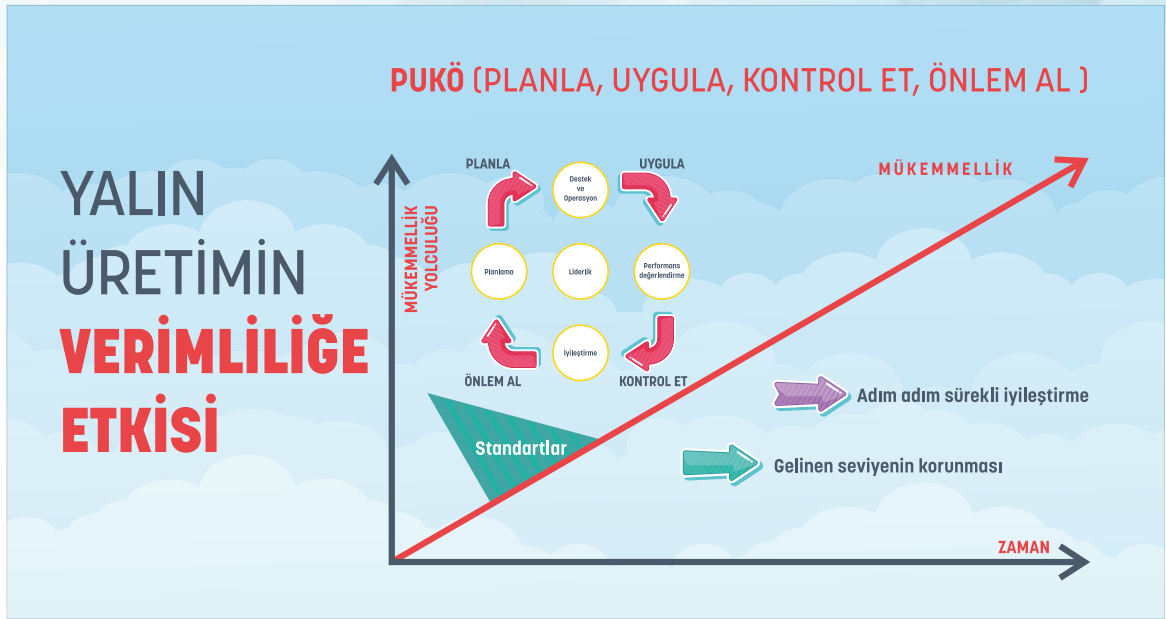 PUKÖ (PLANLA, UYGULA, KONTROL ET, ÖNLEM AL )
YALIN
ÜRETİMİN
VERİMLİLİĞE
ETKİSİ
MÜKEMMELLİK
YOLCULUĞU
PLANLA
UYGULA
Destek
ve
Operasyon
Planlama
Liderlik
Performans
değerlendirme
İyileştirme
ÖNLEM AL
KONTROL ET
MÜKEMMELLİK
Standartlar
Adım adım sürekli iyileştirme
Gelinen seviyenin korunması
ZAMAN